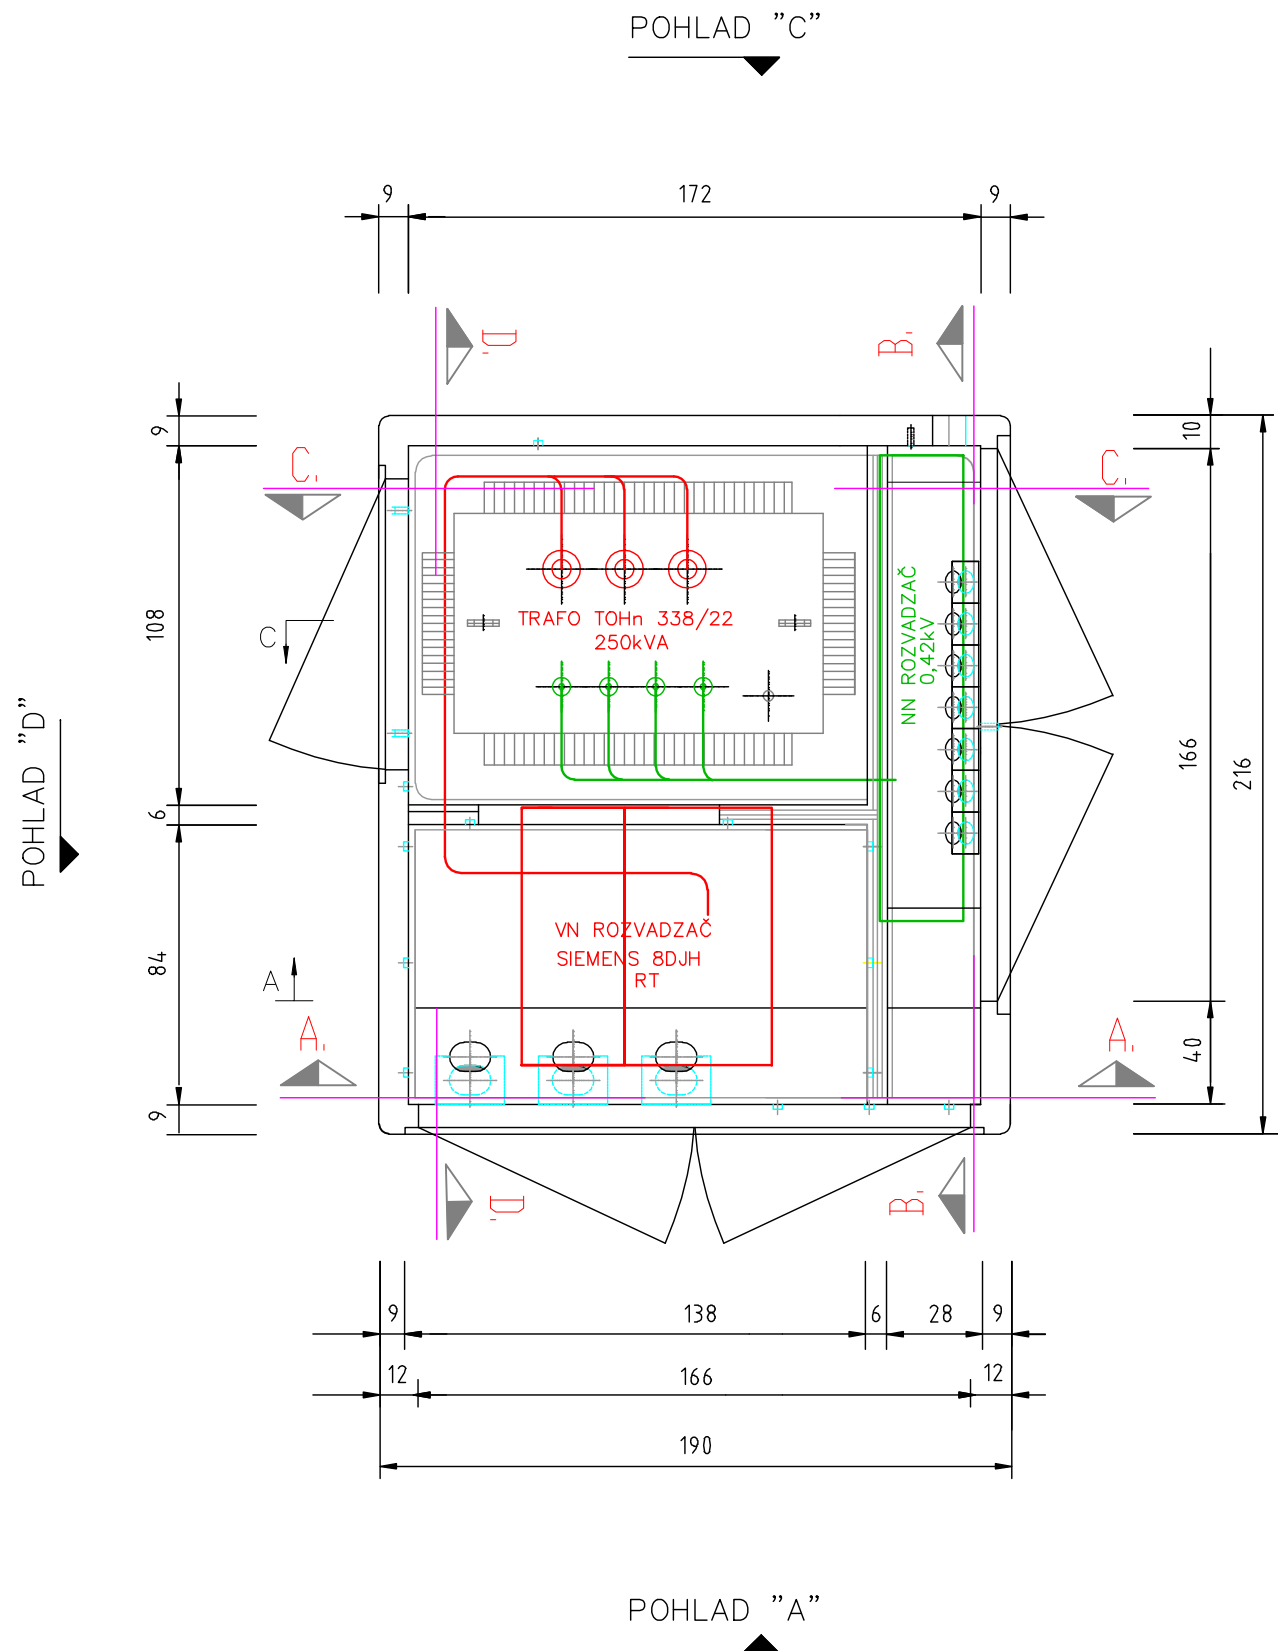 POHLAD "C"
9
172
9
D,
B,
9
10
C,
C,
108
C
TRAFO TOHn 338/22
250kVA
NN ROZVADZAČ
0,42kV
POHLAD "D"
166
216
6
84
VN ROZVADZAČ
SIEMENS 8DJH
RT
A
A,
A,
40
9
D,
B,
9
138
6
28
9
12
166
12
190
POHLAD "A"